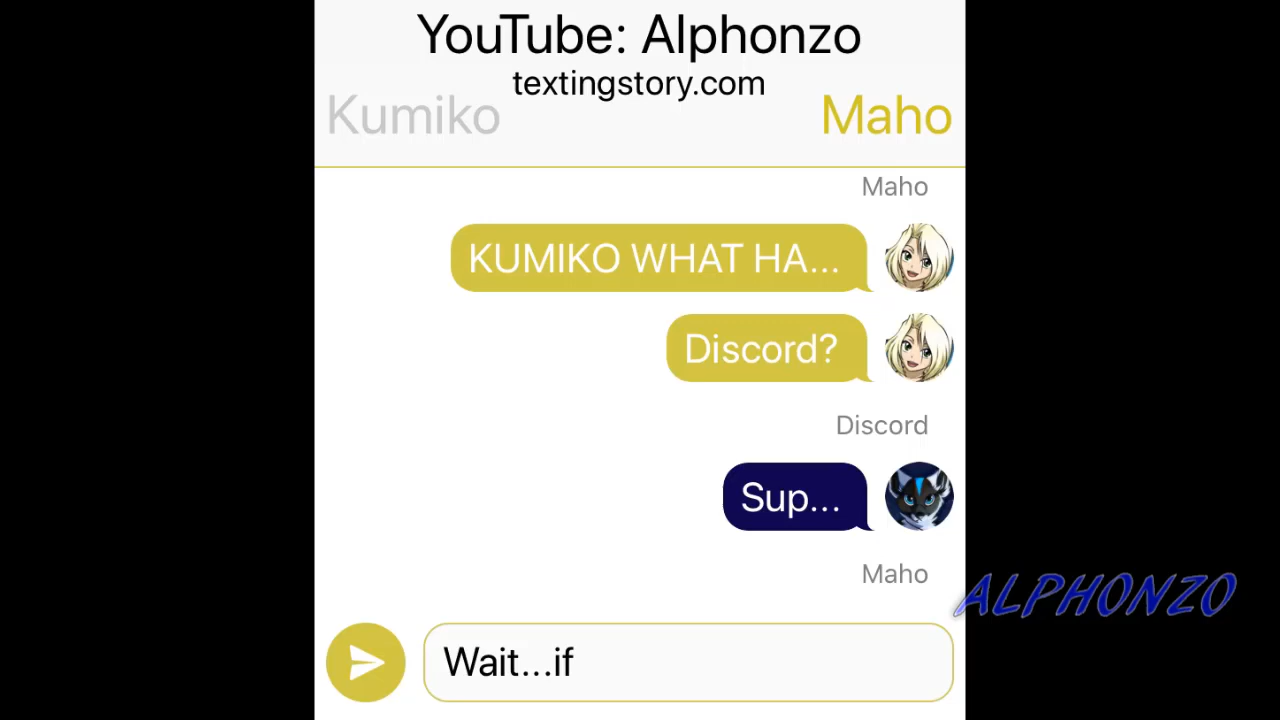 YouTube: Alphonzo
textingstory.com
Kumiko Maho
Maho
KUMIKO WHAT HA...
Discord?
Discord
Sup...
Maho
ALPHONZO
Wait...if